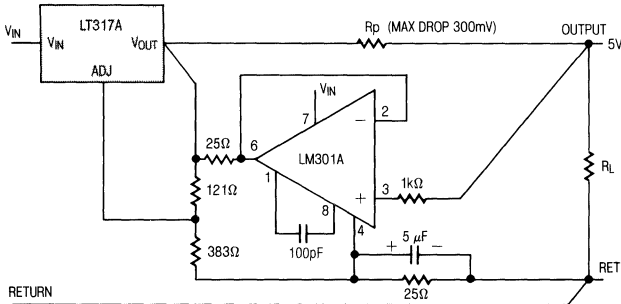 LT317A
VIN
VIN
VOUT
ADJ
Rp (MAX DROP 300mV)
OUTPUT
5V
VIN
7
2
−
25Ω
6
LM301A
121Ω
1
8
+
3
1kΩ
4
RL
100pF
383Ω
+
5 μF
−
25Ω
RET
RETURN